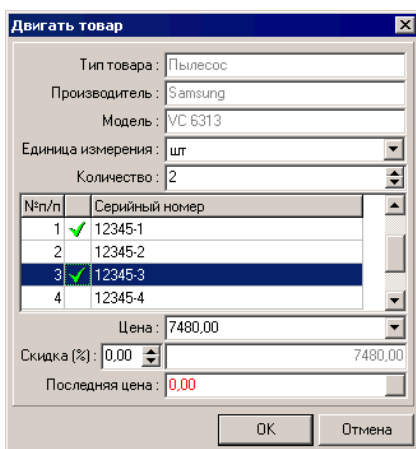 Двигать товар
Тип товара : Пылесос
Производитель : Samsung
Модель : VC 6313
Единица измерения : шт
Количество : 2
№п/п Серийный номер
1 12345-1
2 12345-2
3 12345-3
4 12345-4
Цена : 7480,00
Скидка (%) : 0,00 7480,00
Последняя цена : 0,00
OK Отмена